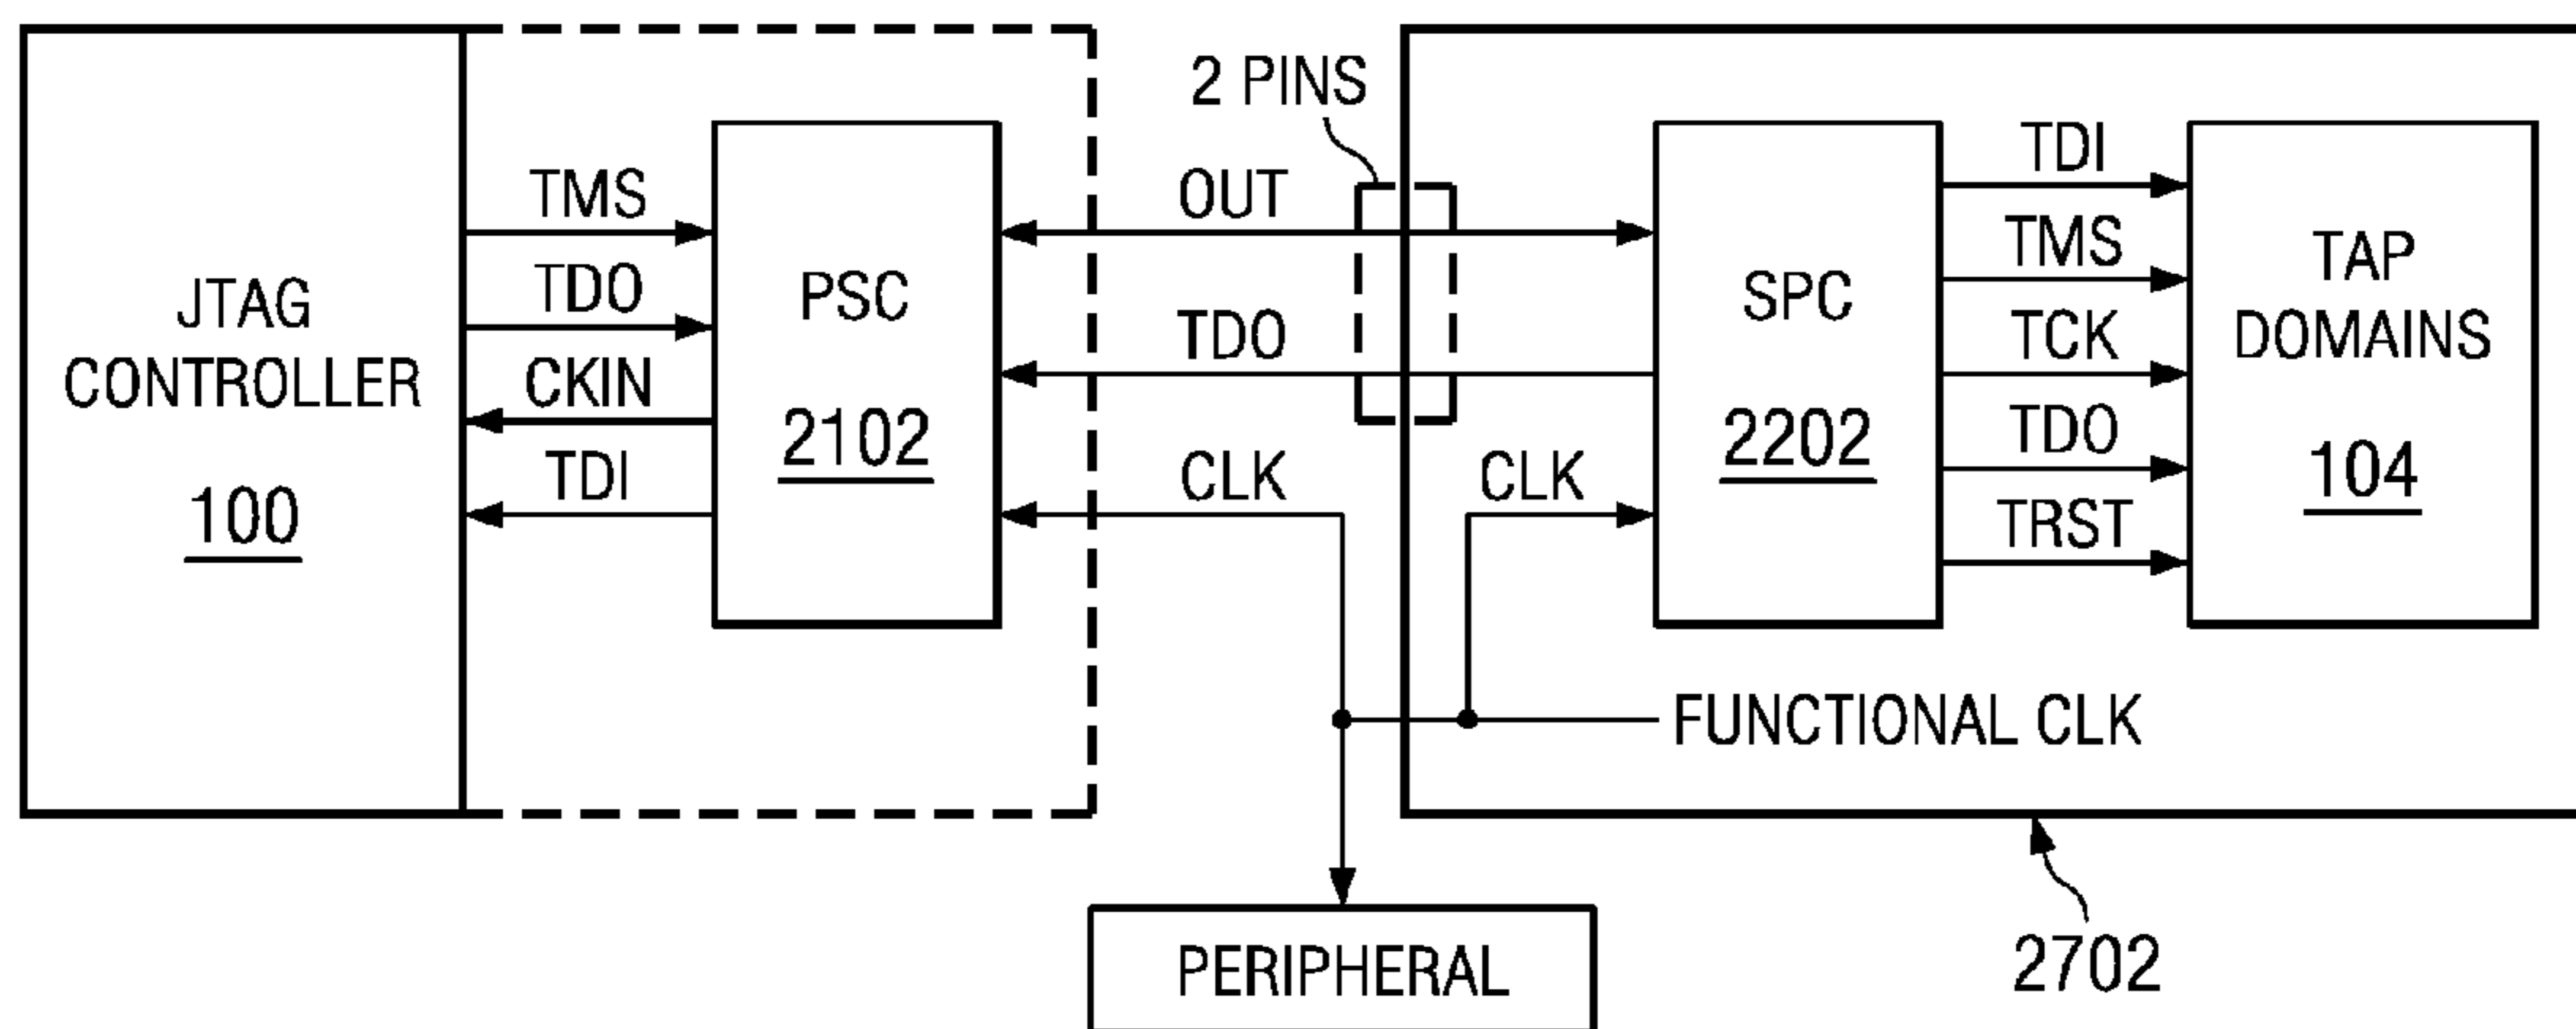 JTAG
CONTROLLER
100
TMS
TDO
CKIN
TDI
PSC
2102
2 PINS
OUT
TDO
CLK
CLK
SPC
2202
TDI
TMS
TCK
TDO
TRST
TAP
DOMAINS
104
FUNCTIONAL CLK
PERIPHERAL
2702